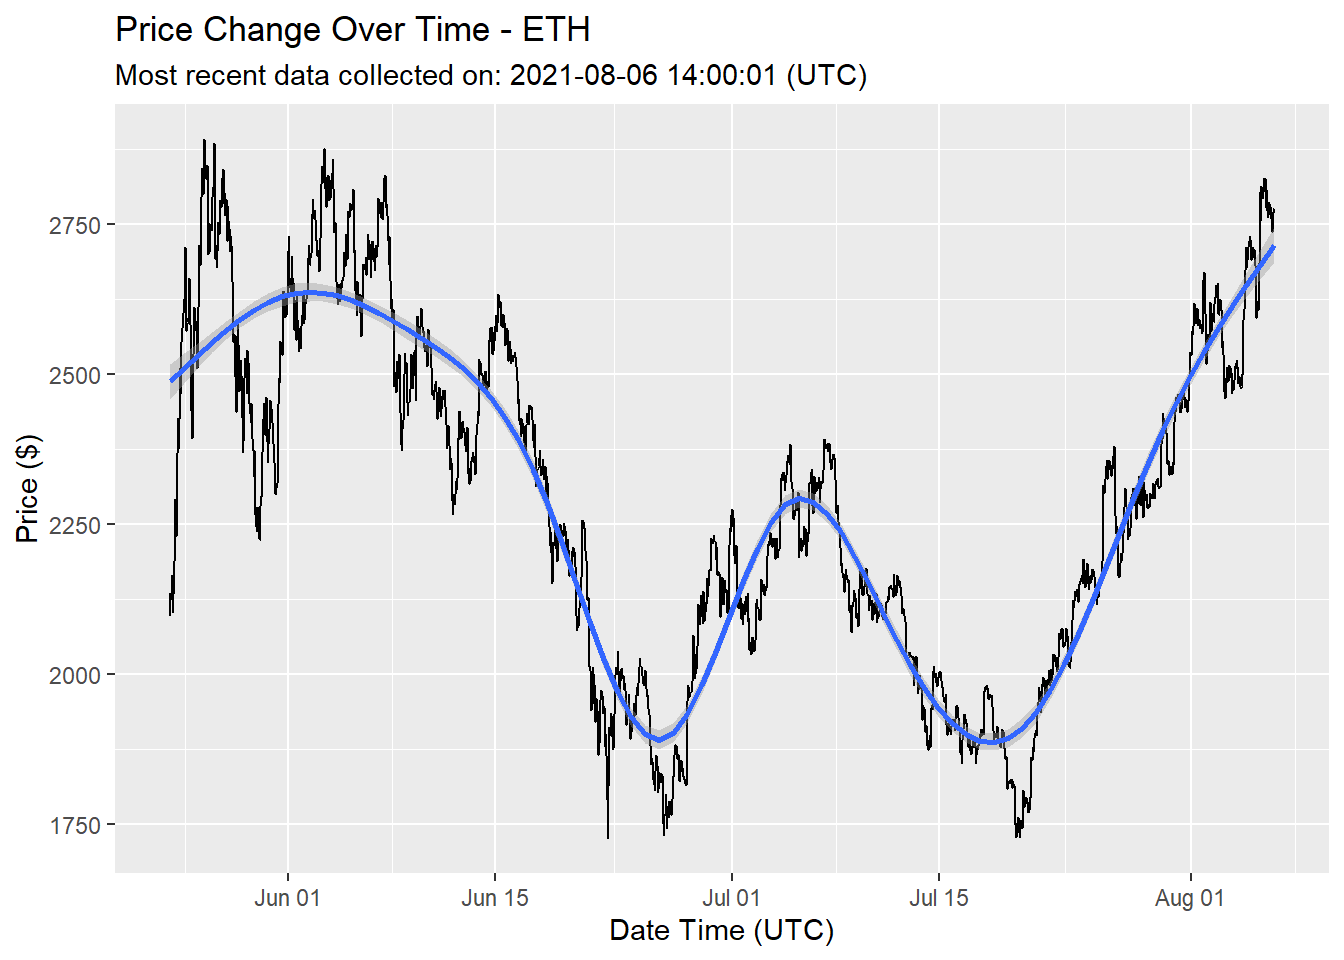 Price Change Over Time - ETH
Most recent data collected on: 2021-08-06 14:00:01 (UTC)
Price ($)
2750
2500
2250
2000
1750
Jun 01
Jun 15
Jul 01
Jul 15
Aug 01
Date Time (UTC)